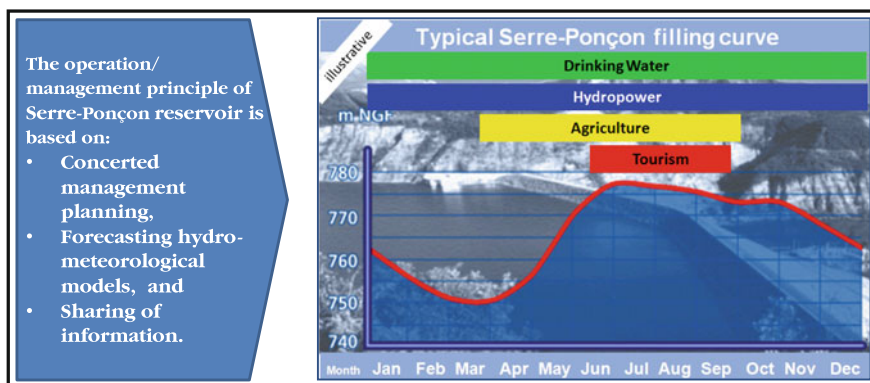 The operation/
management principle of
Serre-Ponçon reservoir is
based on:
• Concerted
management
planning,
• Forecasting hydro-
meteorological
models, and
• Sharing of
information.
illustrative
Typical Serre-Ponçon filling curve
Drinking Water
Hydropower
m.NGF
Agriculture
Tourism
780
770
760
750
740
Month Jan Feb Mar Apr May Jun Jul Aug Sep Oct Nov Dec